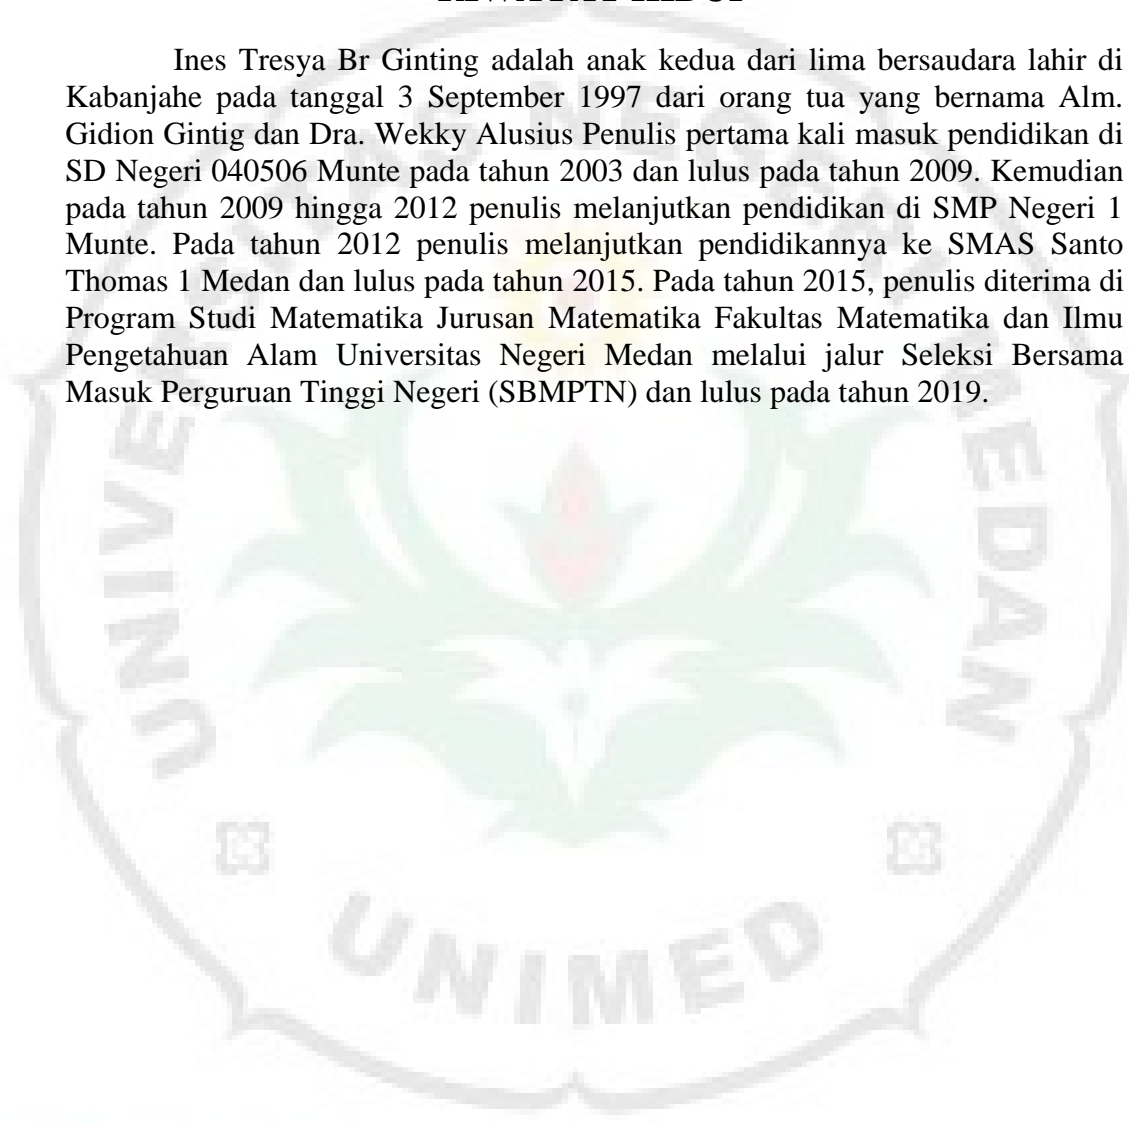 RIWAYAT HIDUP
Ines Tresya Br Ginting adalah anak kedua dari lima bersaudara lahir di
Kabanjahe pada tanggal 3 September 1997 dari orang tua yang bernama Alm.
Gidion Gintig dan Dra. Wekky Alusius Penulis pertama kali masuk pendidikan di
SD Negeri 040506 Munte pada tahun 2003 dan lulus pada tahun 2009. Kemudian
pada tahun 2009 hingga 2012 penulis melanjutkan pendidikan di SMP Negeri 1
Munte. Pada tahun 2012 penulis melanjutkan pendidikannya ke SMAS Santo
Thomas 1 Medan dan lulus pada tahun 2015. Pada tahun 2015, penulis diterima di
Program Studi Matematika Jurusan Matematika Fakultas Matematika dan Ilmu
Pengetahuan Alam Universitas Negeri Medan melalui jalur Seleksi Bersama
Masuk Perguruan Tinggi Negeri (SBMPTN) dan lulus pada tahun 2019.
UNIVERSITAS NEGERI MEDAN
UNIMED